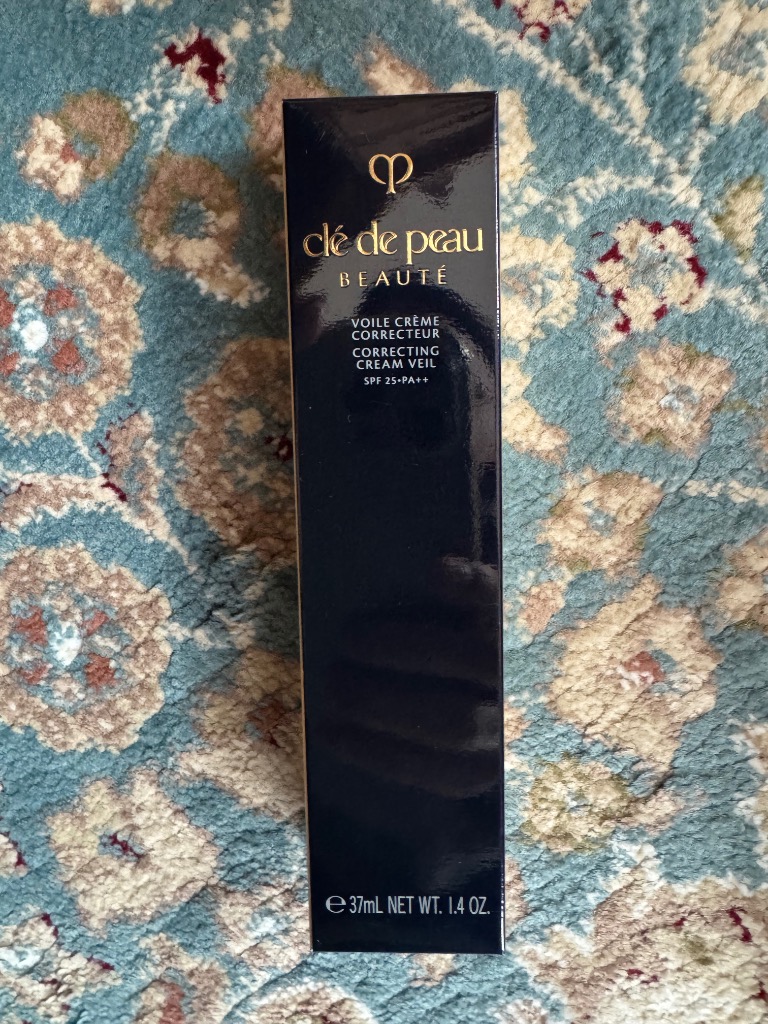 clé de peau
BEAUTÉ
VOILE CRÈME
CORRECTEUR
CORRECTING
CREAM VEIL
SPF 25•PA++
℮37mL NET WT. 1.4 OZ.